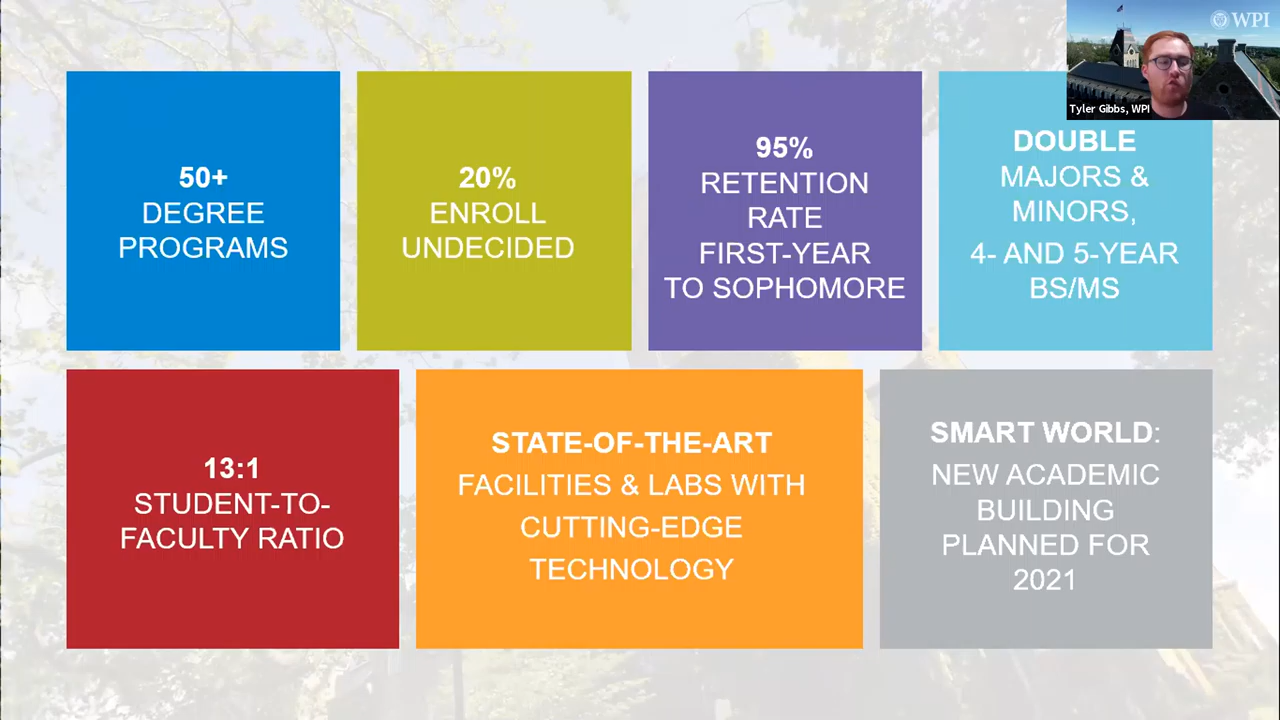 WPI
Tyler Gibbs, WPI
50+
DEGREE
PROGRAMS
20%
ENROLL
UNDECIDED
95%
RETENTION
RATE
FIRST-YEAR
TO SOPHOMORE
DOUBLE
MAJORS &
MINORS,
4- AND 5-YEAR
BS/MS
13:1
STUDENT-TO-
FACULTY RATIO
STATE-OF-THE-ART
FACILITIES & LABS WITH
CUTTING-EDGE
TECHNOLOGY
SMART WORLD:
NEW ACADEMIC
BUILDING
PLANNED FOR
2021